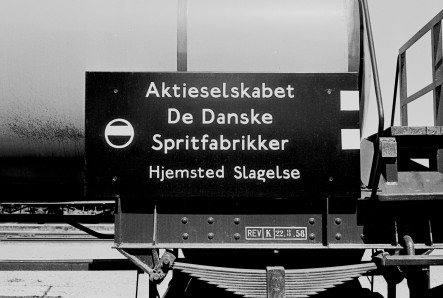 Aktieselskabet
De Danske
Spritfabrikker
Hjemsted Slagelse
REV K 22.8.58